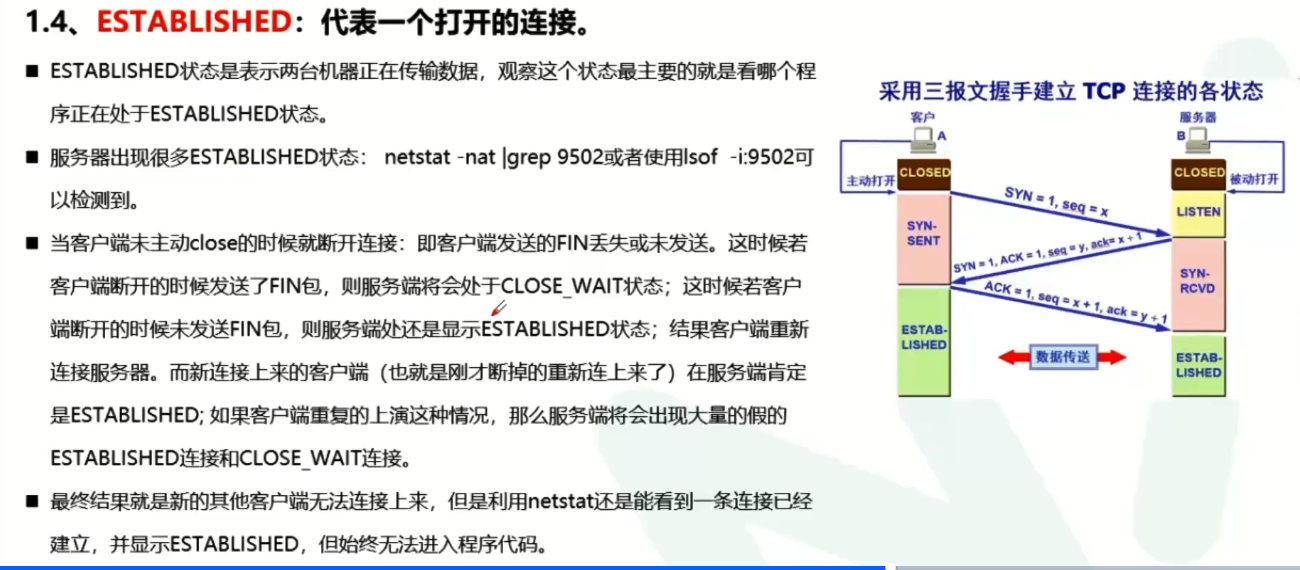 1.4、ESTABLISHED：代表一个打开的连接。
■ ESTABLISHED状态是表示两台机器正在传输数据，观察这个状态最主要的就是看哪个程
序正在处于ESTABLISHED状态。
■ 服务器出现很多ESTABLISHED状态： netstat -nat |grep 9502或者使用lsof -i:9502可
以检测到。
■ 当客户端未主动close的时候就断开连接：即客户端发送的FIN丢失或未发送。这时候若
客户端断开的时候发送了FIN包，则服务端将会处于CLOSE_WAIT状态；这时候若客户
端断开的时候未发送FIN包，则服务端处还是显示ESTABLISHED状态；结果客户端重新
连接服务器。而新连接上来的客户端（也就是刚才断掉的重新连上来了）在服务端肯定
是ESTABLISHED; 如果客户端重复的上演这种情况，那么服务端将会出现大量的假的
ESTABLISHED连接和CLOSE_WAIT连接。
■ 最终结果就是新的其他客户端无法连接上来，但是利用netstat还是能看到一条连接已经
建立，并显示ESTABLISHED，但始终无法进入程序代码。
采用三报文握手建立 TCP 连接的各状态
客户
A
服务器
B
CLOSED
CLOSED
主动打开
被动打开
SYN = 1, seq = x
LISTEN
SYN-
SENT
SYN = 1, ACK = 1, seq = y, ack= x + 1
SYN-
RCVD
ACK = 1, seq = x + 1, ack = y + 1
ESTAB-
LISHED
数据传送
ESTAB-
LISHED